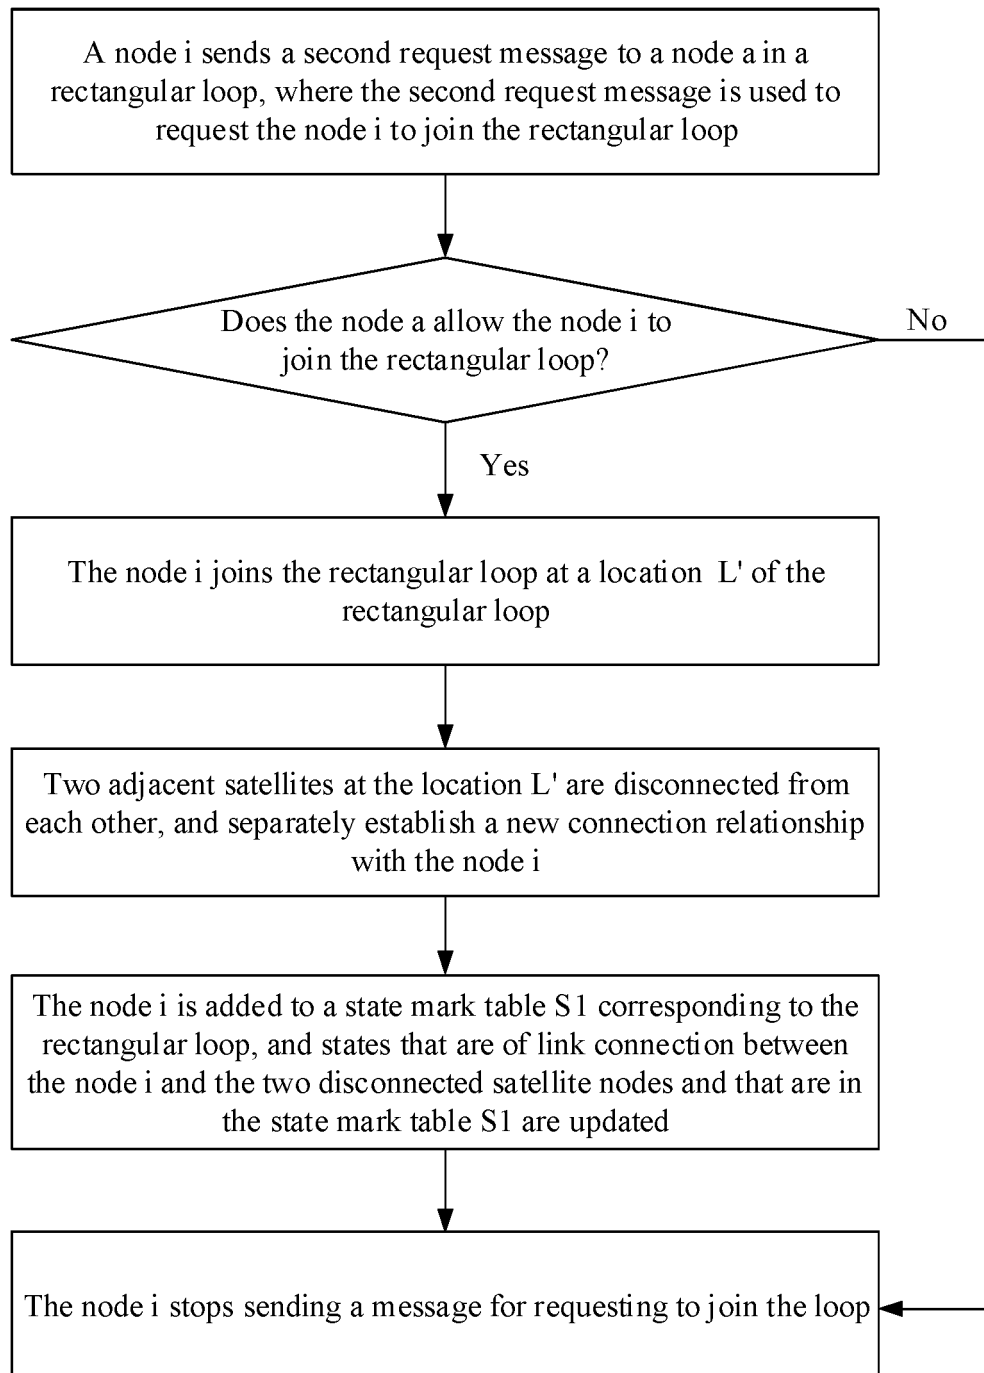 A node i sends a second request message to a node a in a
rectangular loop, where the second request message is used to
request the node i to join the rectangular loop
Does the node a allow the node i to
join the rectangular loop?
No
Yes
The node i joins the rectangular loop at a location L' of the
rectangular loop
Two adjacent satellites at the location L' are disconnected from
each other, and separately establish a new connection relationship
with the node i
The node i is added to a state mark table S1 corresponding to the
rectangular loop, and states that are of link connection between
the node i and the two disconnected satellite nodes and that are in
the state mark table S1 are updated
The node i stops sending a message for requesting to join the loop